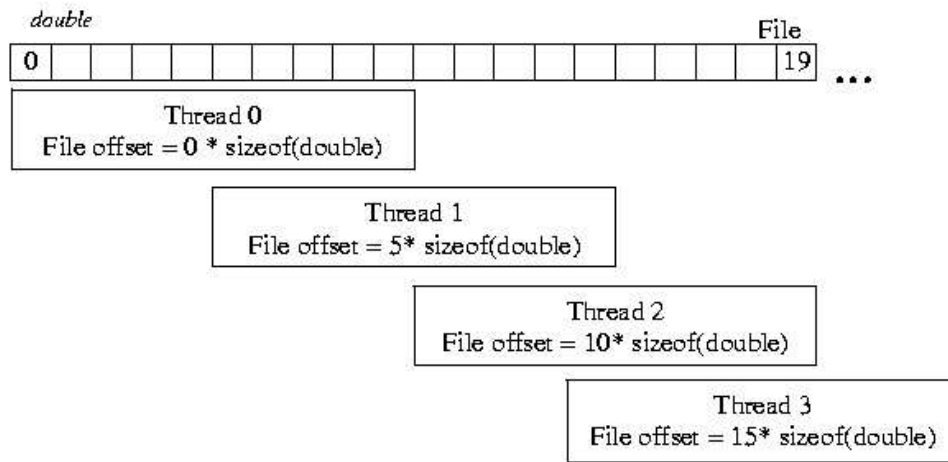 double
File
0 19 ...
Thread 0
File offset = 0 * sizeof(double)
Thread 1
File offset = 5* sizeof(double)
Thread 2
File offset = 10* sizeof(double)
Thread 3
File offset = 15* sizeof(double)